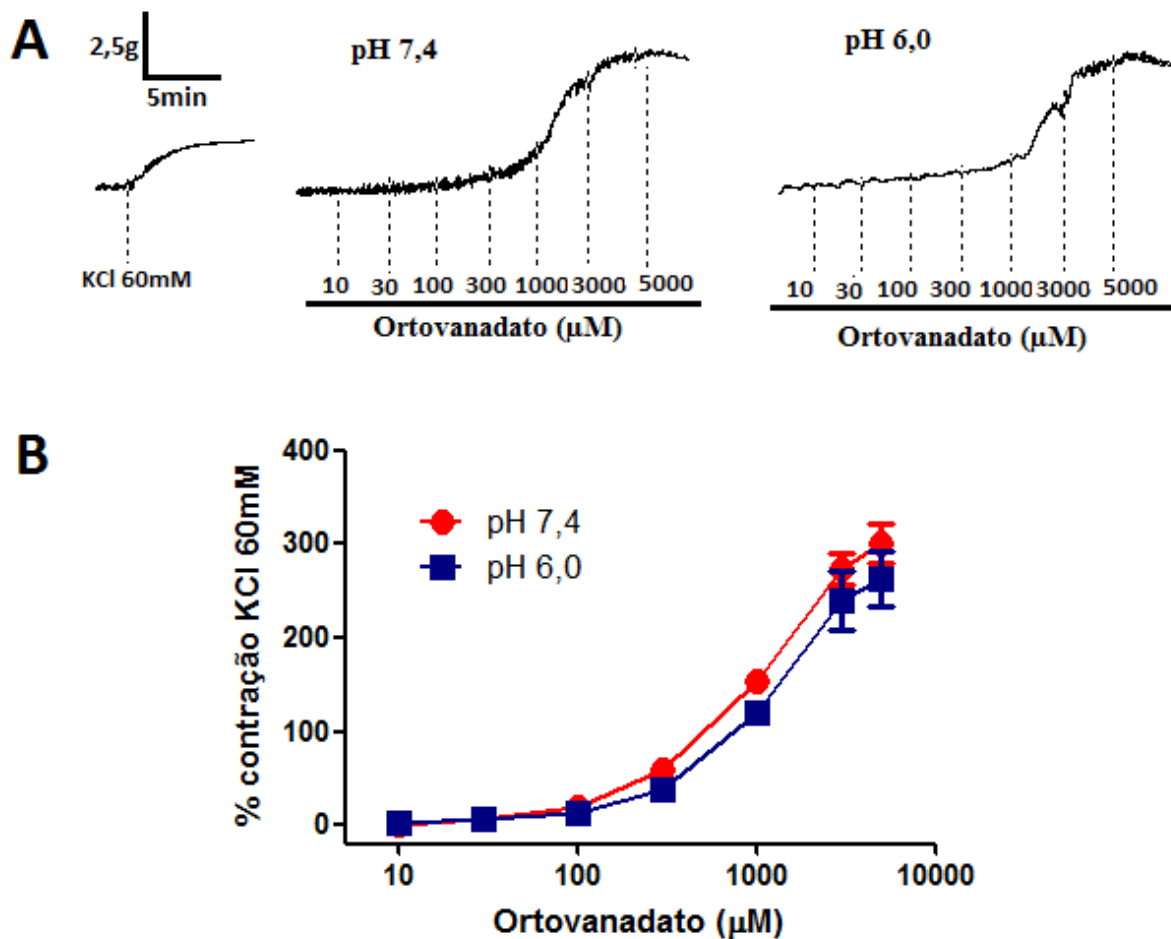 A
2,5g
5min
KCl 60mM
pH 7,4
10 30 100 300 1000 3000 5000
Ortovanadato (µM)
pH 6,0
10 30 100 300 1000 3000 5000
Ortovanadato (µM)
B
% contração KCl 60mM
400
300
200
100
0
pH 7,4
pH 6,0
10 100 1000 10000
Ortovanadato (µM)